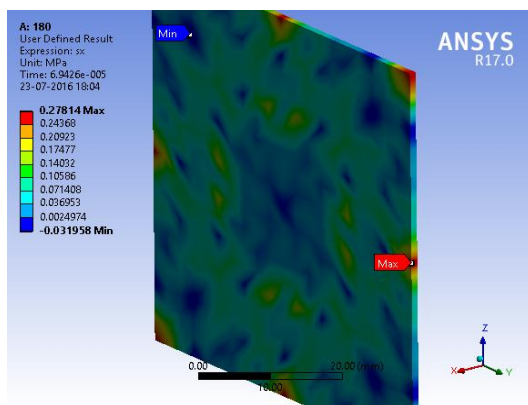 A: 180
User Defined Result
Expression: sx
Unit: MPa
Time: 6.9426e-005
23-07-2016 18:04
0.27814 Max
0.24368
0.20923
0.17477
0.14032
0.10586
0.071408
0.036953
0.0024974
-0.031958 Min
Min
ANSYS
R17.0
Max
0.00
20.00 (mm)
10.00
Z
X
Y